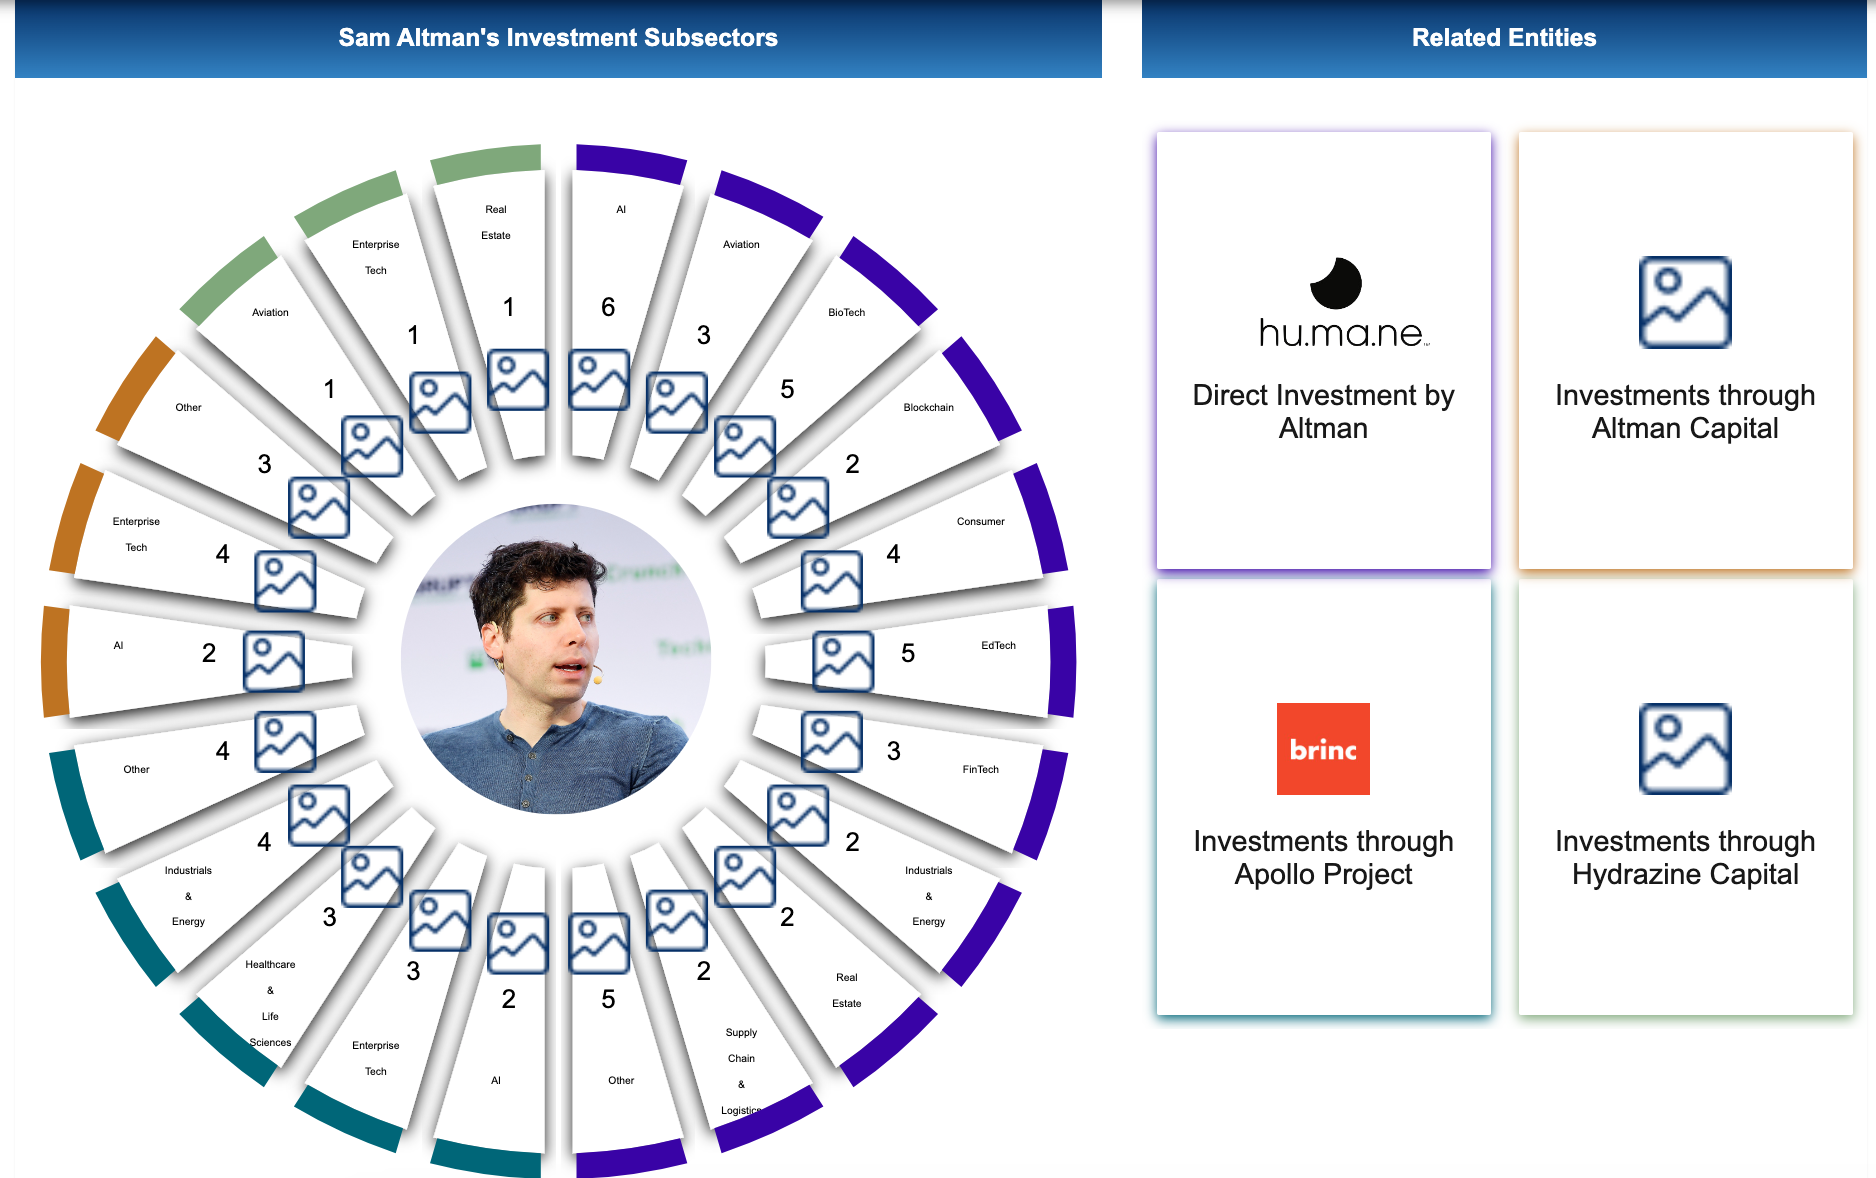 Sam Altman's Investment Subsectors
Related Entities
AI
6
Aviation
3
BioTech
5
Blockchain
2
Consumer
4
EdTech
5
FinTech
3
Industrials
&
Energy
2
Real
Estate
2
Supply
Chain
&
Logistics
2
Other
5
AI
2
Enterprise
Tech
3
Healthcare
&
Life
Sciences
3
Industrials
&
Energy
4
Other
4
AI
2
Enterprise
Tech
4
Other
3
Aviation
1
Enterprise
Tech
1
Real
Estate
1
hu.ma.ne
Direct Investment by
Altman
Investments through
Altman Capital
brinc
Investments through
Apollo Project
Investments through
Hydrazine Capital